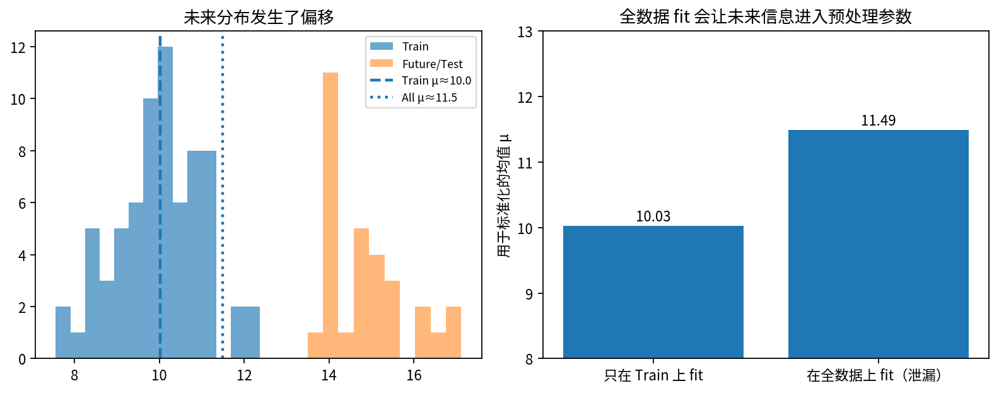 未来分布发生了偏移
12
10
8
6
4
2
0
8
10
12
14
16
Train
Future/Test
Train μ≈10.0
All μ≈11.5
全数据 fit 会让未来信息进入预处理参数
用于标准化的均值 μ
13
12
11
10
9
8
10.03
11.49
只在 Train 上 fit
在全数据上 fit（泄漏）